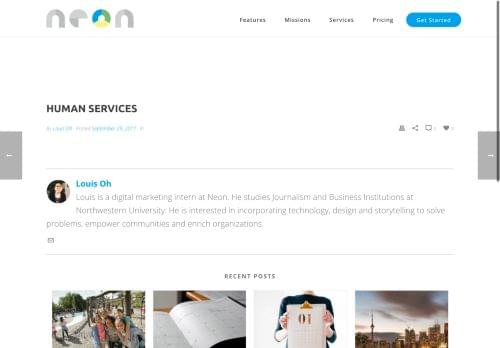 neon
Features Missions Services Pricing Get Started
HUMAN SERVICES
By Louis Oh Posted September 29, 2017 In
0 0
← →
Louis Oh
Louis is a digital marketing intern at Neon. He studies Journalism and Business Institutions at
Northwestern University. He is interested in incorporating technology, design and storytelling to solve
problems, empower communities and enrich organizations.
RECENT POSTS
01